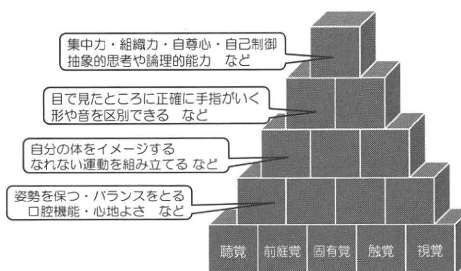 集中力・組織力・自尊心・自己制御
抽象的思考や論理的能力 など
目で見たところに正確に手指がいく
形や音を区別できる など
自分の体をイメージする
なれない運動を組み立てる など
姿勢を保つ・バランスをとる
口腔機能・心地よさ など
聴覚 前庭覚 固有覚 触覚 視覚